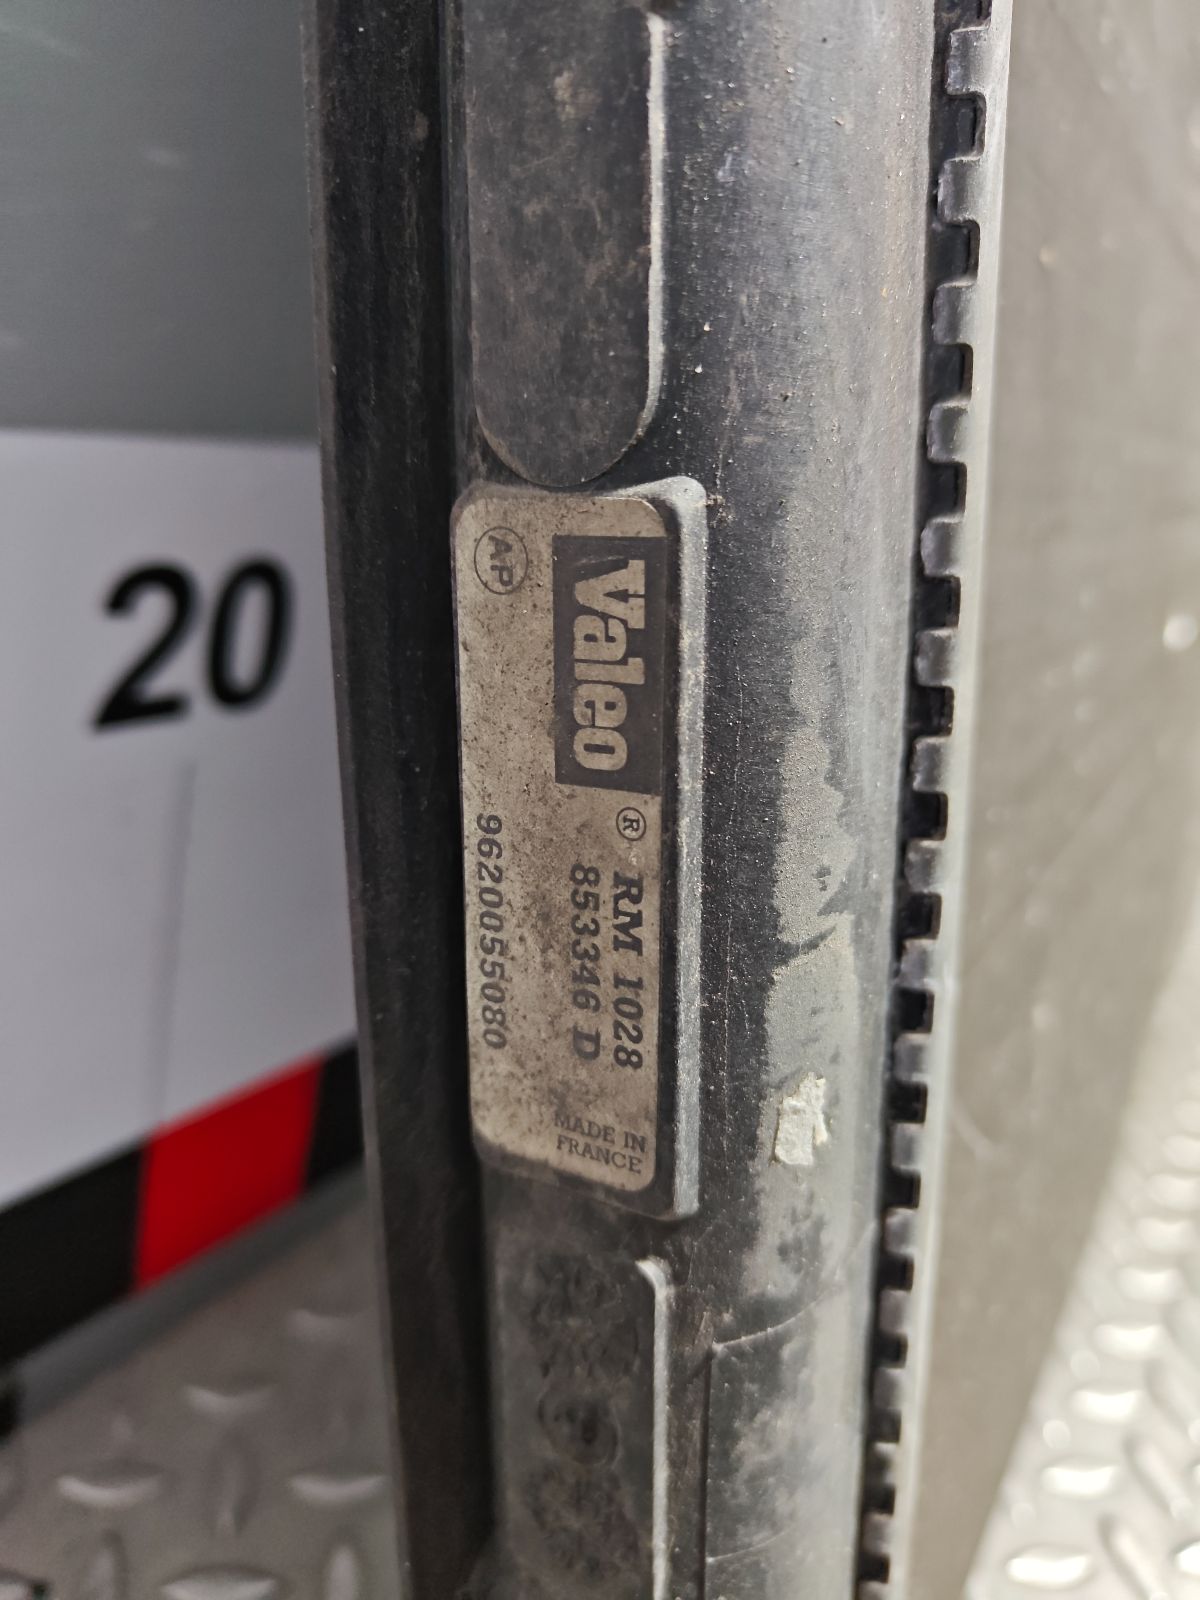 20
AP
Valeo ® RM 1028
853346 D
9620055080
MADE IN
FRANCE